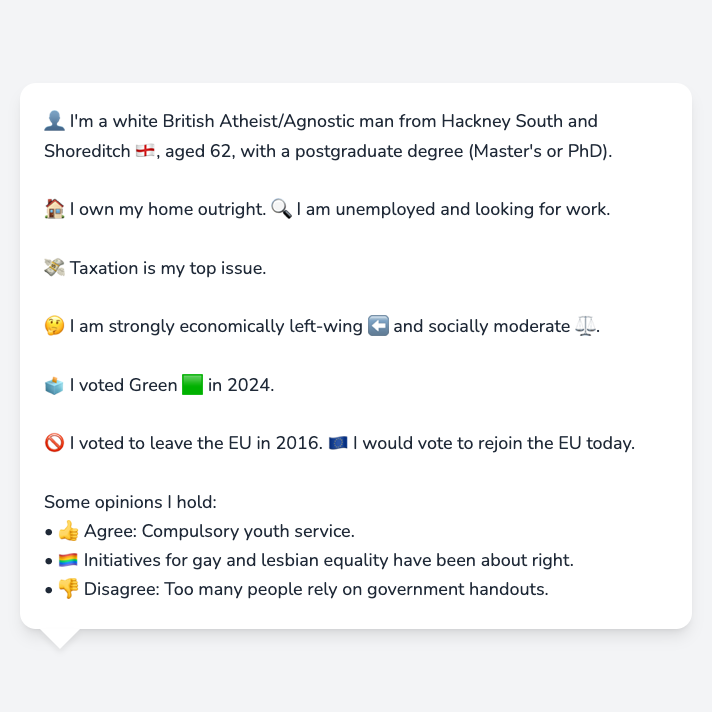 👤 I'm a white British Atheist/Agnostic man from Hackney South and
Shoreditch 🏴󠁧󠁢󠁥󠁮󠁧󠁿, aged 62, with a postgraduate degree (Master's or PhD).
🏠 I own my home outright. 🔍 I am unemployed and looking for work.
💸 Taxation is my top issue.
🤔 I am strongly economically left-wing ⬅️ and socially moderate ⚖️.
🗳️ I voted Green 🟩 in 2024.
🚫 I voted to leave the EU in 2016. 🇪🇺 I would vote to rejoin the EU today.
Some opinions I hold:
• 👍 Agree: Compulsory youth service.
• 🏳️‍🌈 Initiatives for gay and lesbian equality have been about right.
• 👎 Disagree: Too many people rely on government handouts.